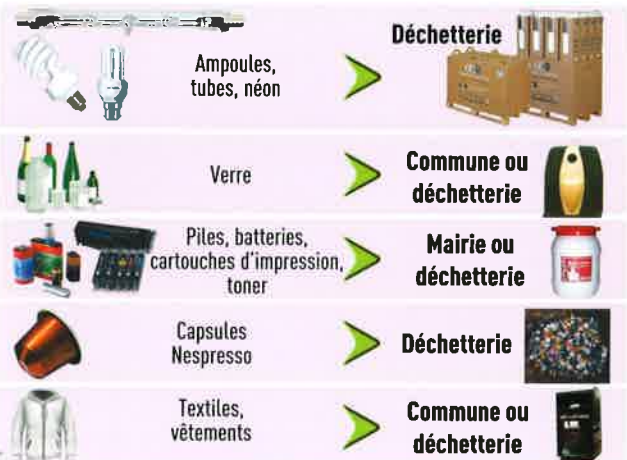 Ampoules,
tubes, néon
Déchetterie
Verre
Commune ou
déchetterie
Piles, batteries,
cartouches d'impression,
toner
Mairie ou
déchetterie
Capsules
Nespresso
Déchetterie
Textiles,
vêtements
Commune ou
déchetterie